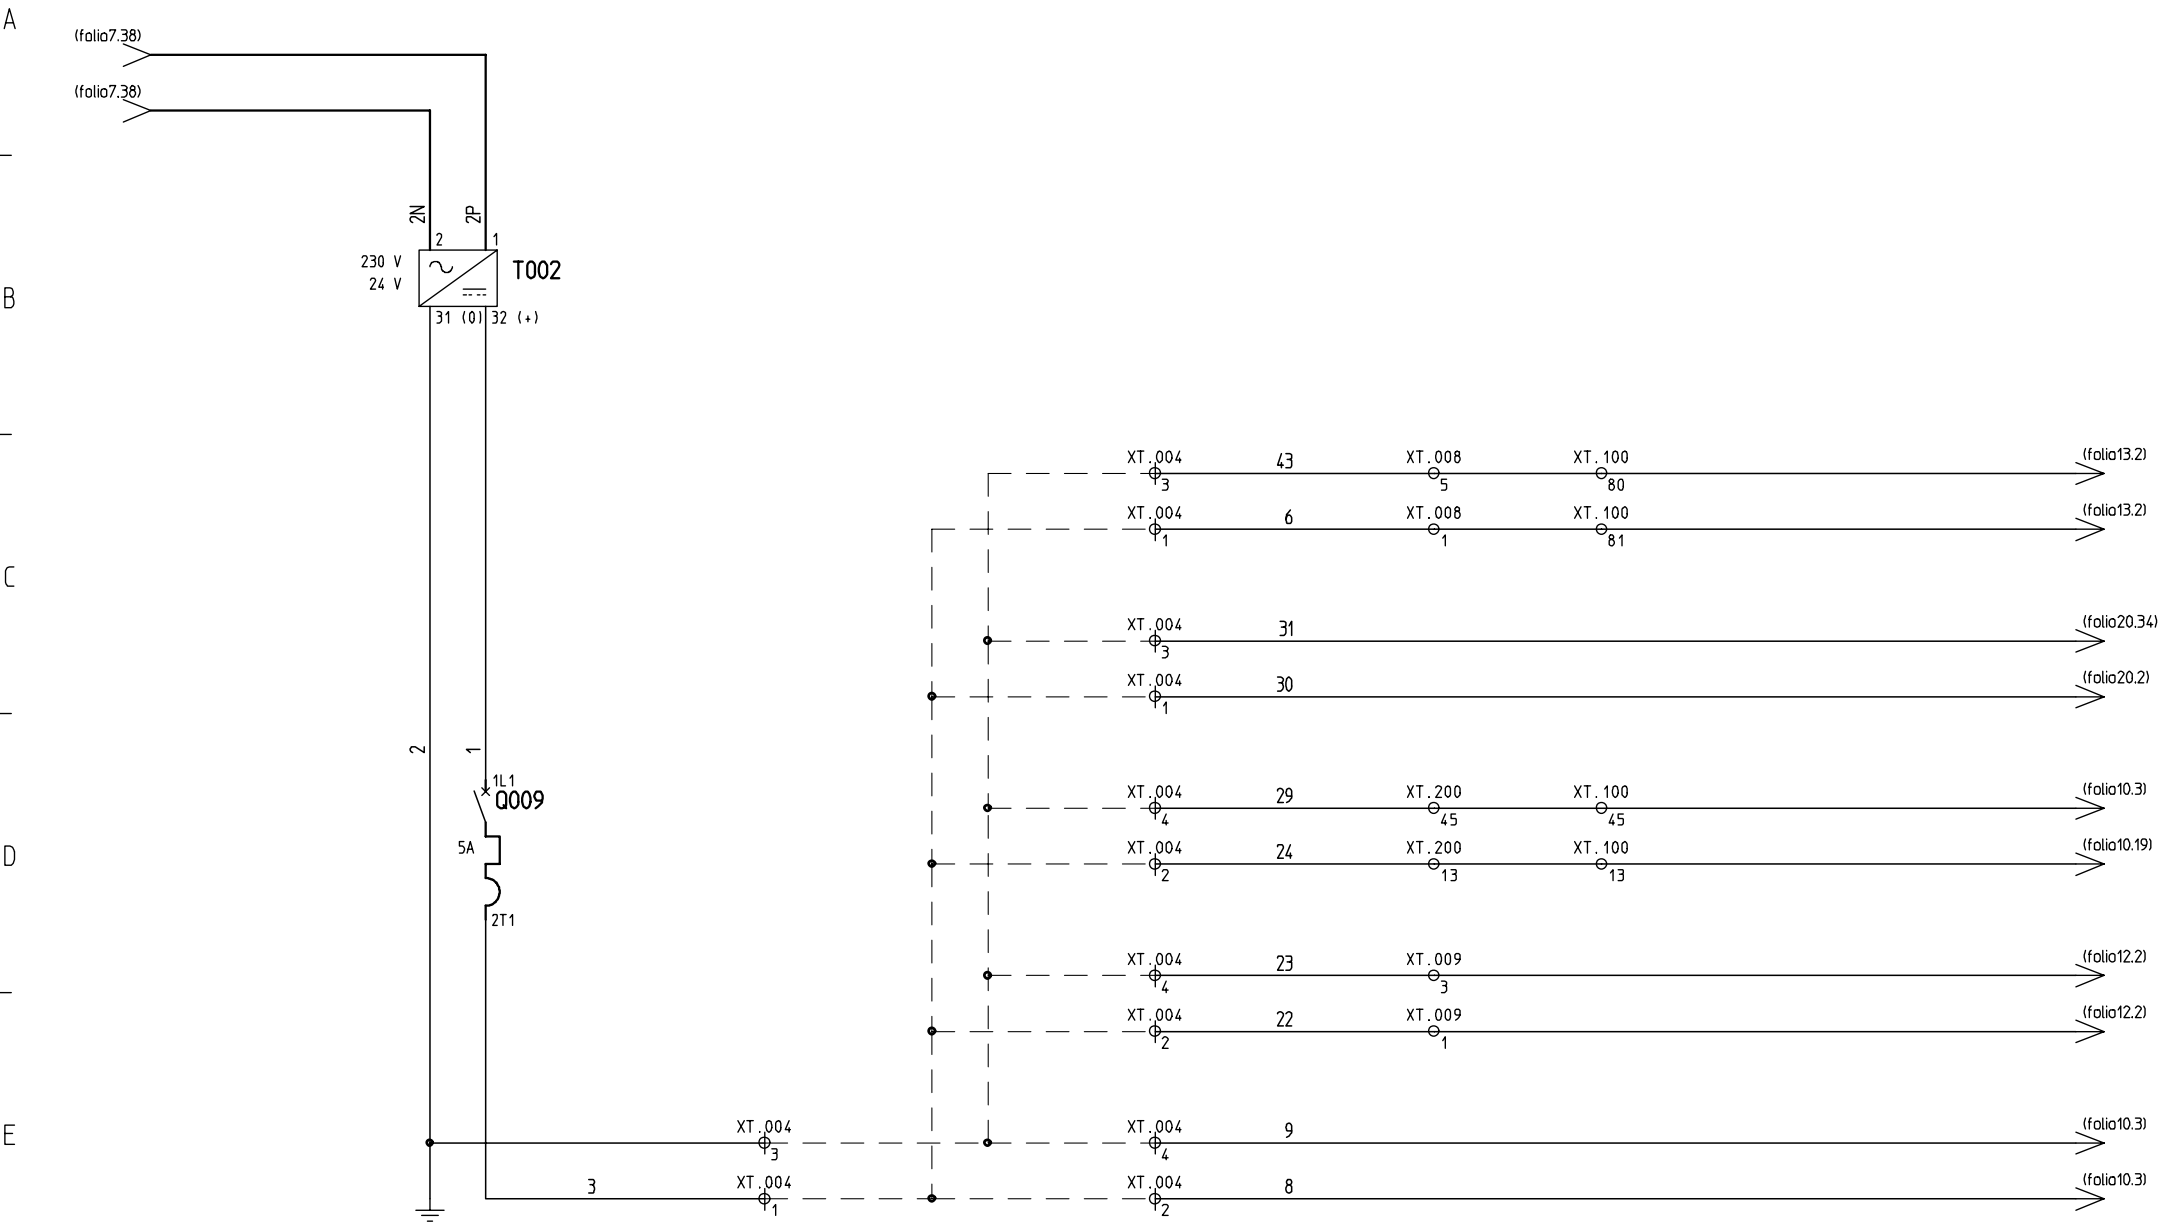 A
(folio7.38)
(folio7.38)
2N
2P
2
1
230 V
24 V
T002
B
31 (0)
32 (+)
XT.004
43
XT.008
XT.100
(folio13.2)
3
5
80
XT.004
6
XT.008
XT.100
(folio13.2)
1
1
81
C
XT.004
31
(folio20.34)
3
XT.004
30
(folio20.2)
1
2
1
1L1
Q009
XT.004
29
XT.200
XT.100
(folio10.3)
4
45
45
D
5A
XT.004
24
XT.200
XT.100
(folio10.19)
2
13
13
2T1
XT.004
23
XT.009
(folio12.2)
4
3
XT.004
22
XT.009
(folio12.2)
2
1
E
XT.004
XT.004
9
(folio10.3)
3
4
3
XT.004
XT.004
8
(folio10.3)
1
2